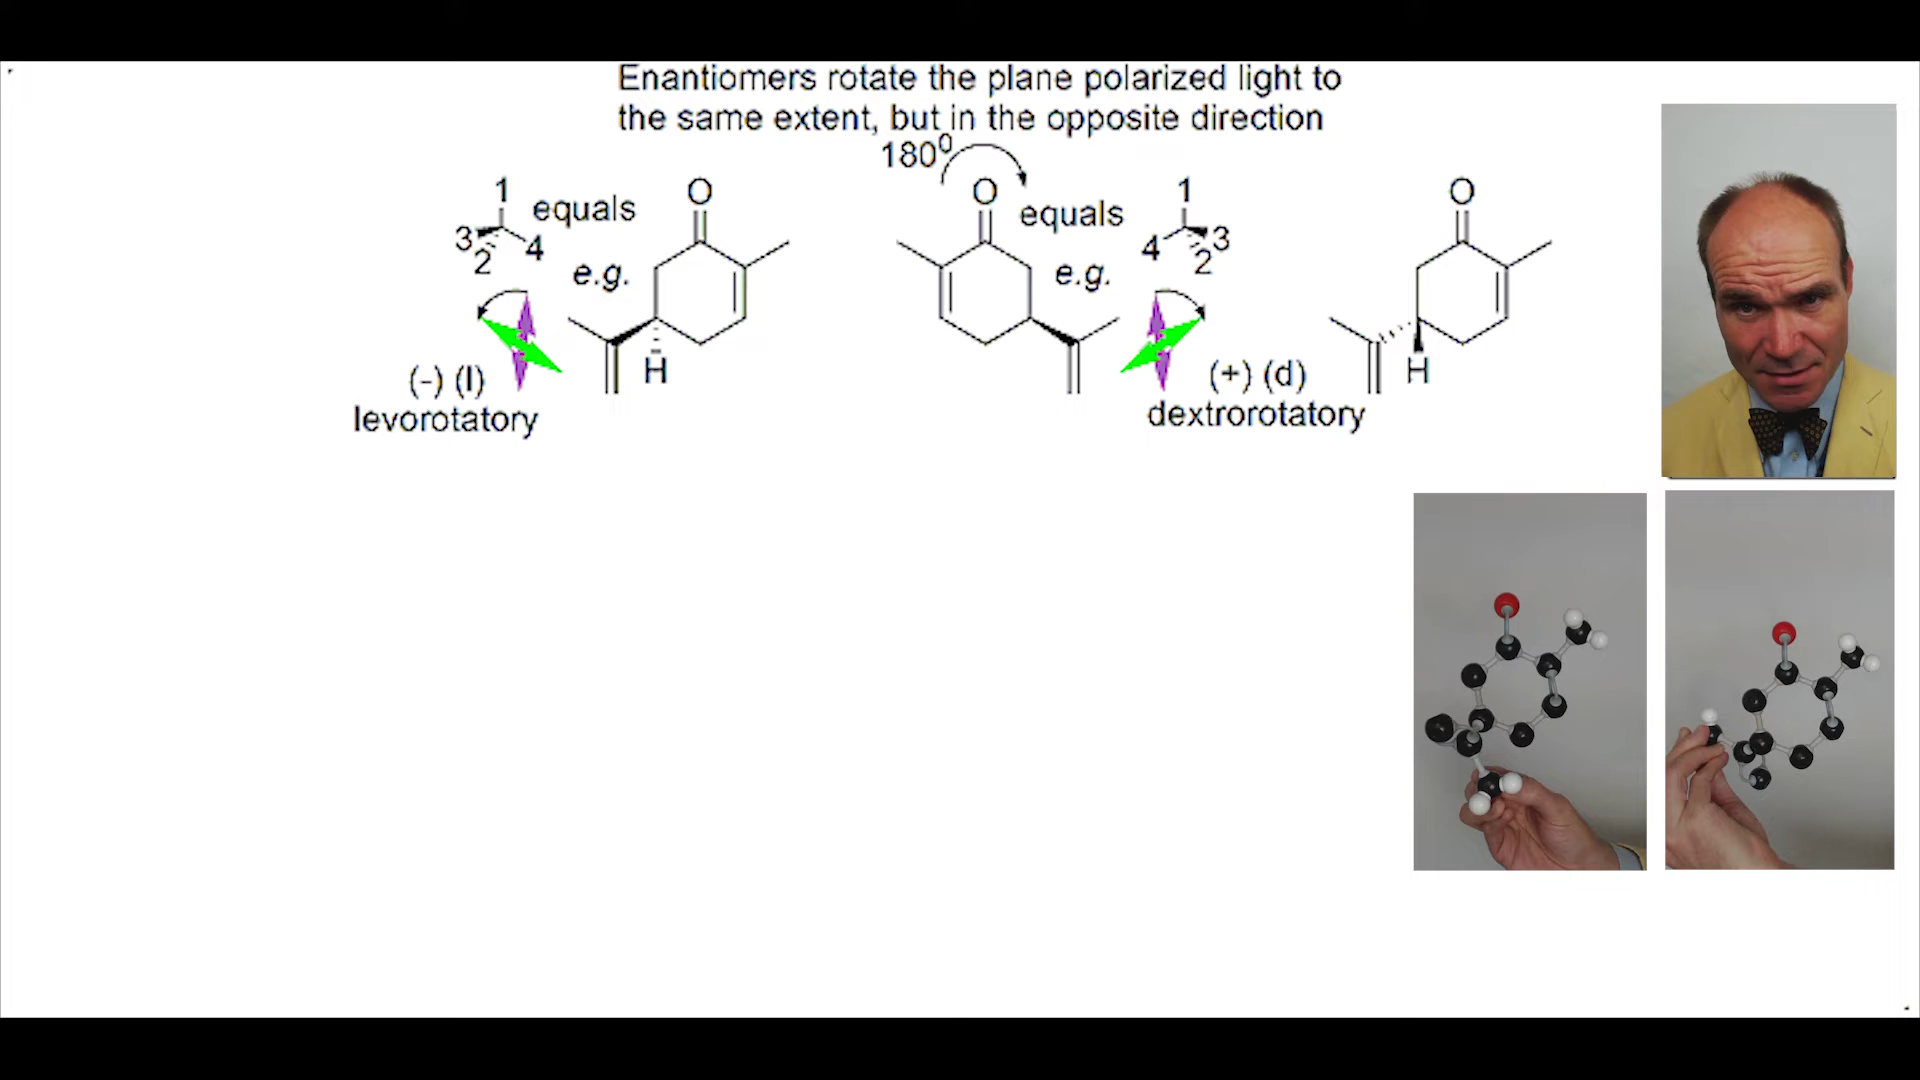 Enantiomers rotate the plane polarized light to
the same extent, but in the opposite direction
180⁰
1
3
2
4
equals
e.g.
O
H
(-) (l)
levorotatory
O
equals
e.g.
1
4
3
2
(+) (d)
dextrorotatory
O
H